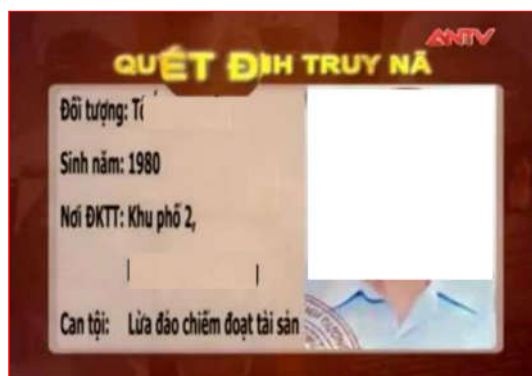 ANTV
QUÉT ĐỊH TRUY NÃ
Đối tượng:
Sinh năm: 1980
Nơi ĐKTT: Khu phố 2,
Can tội: Lừa đảo chiếm đoạt tài sản